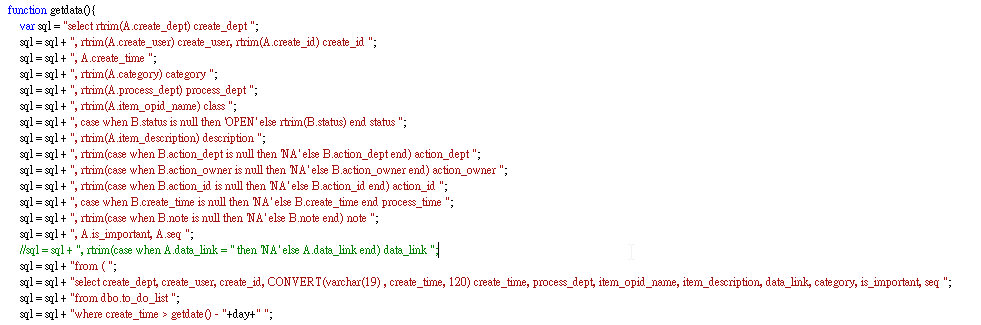 function getdata(){
var sql = "select rtrim(A.create_dept) create_dept ";
sql = sql + ", rtrim(A.create_user) create_user, rtrim(A.create_id) create_id ";
sql = sql + ", A.create_time ";
sql = sql + ", rtrim(A.category) category ";
sql = sql + ", rtrim(A.process_dept) process_dept ";
sql = sql + ", rtrim(A.item_opid_name) class ";
sql = sql + ", case when B.status is null then 'OPEN' else rtrim(B.status) end status ";
sql = sql + ", rtrim(A.item_description) description ";
sql = sql + ", rtrim(case when B.action_dept is null then 'NA' else B.action_dept end) action_dept ";
sql = sql + ", rtrim(case when B.action_owner is null then 'NA' else B.action_owner end) action_owner ";
sql = sql + ", rtrim(case when B.action_id is null then 'NA' else B.action_id end) action_id ";
sql = sql + ", case when B.create_time is null then 'NA' else B.create_time end process_time ";
sql = sql + ", rtrim(case when B.note is null then 'NA' else B.note end) note ";
sql = sql + ", A.is_important, A.seq ";
//sql = sql + ", rtrim(case when A.data_link = '' then 'NA' else A.data_link end) data_link ";
sql = sql + "from ( ";
sql = sql + "select create_dept, create_user, create_id, CONVERT(varchar(19) , create_time, 120) create_time, process_dept, item_opid_name, item_description, data_link, category, is_important, seq ";
sql = sql + "from dbo.to_do_list ";
sql = sql + "where create_time > getdate() - "+day+" ";